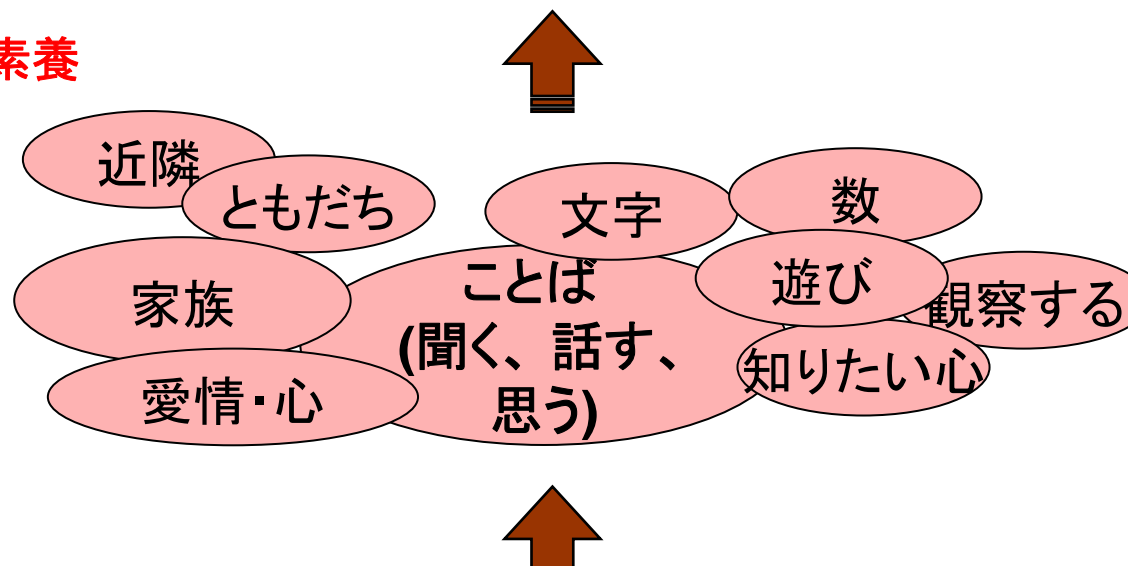 素養
近隣
ともだち
文字
数
家族
ことば
(聞く、話す、
思う)
遊び
観察する
愛情・心
知りたい心